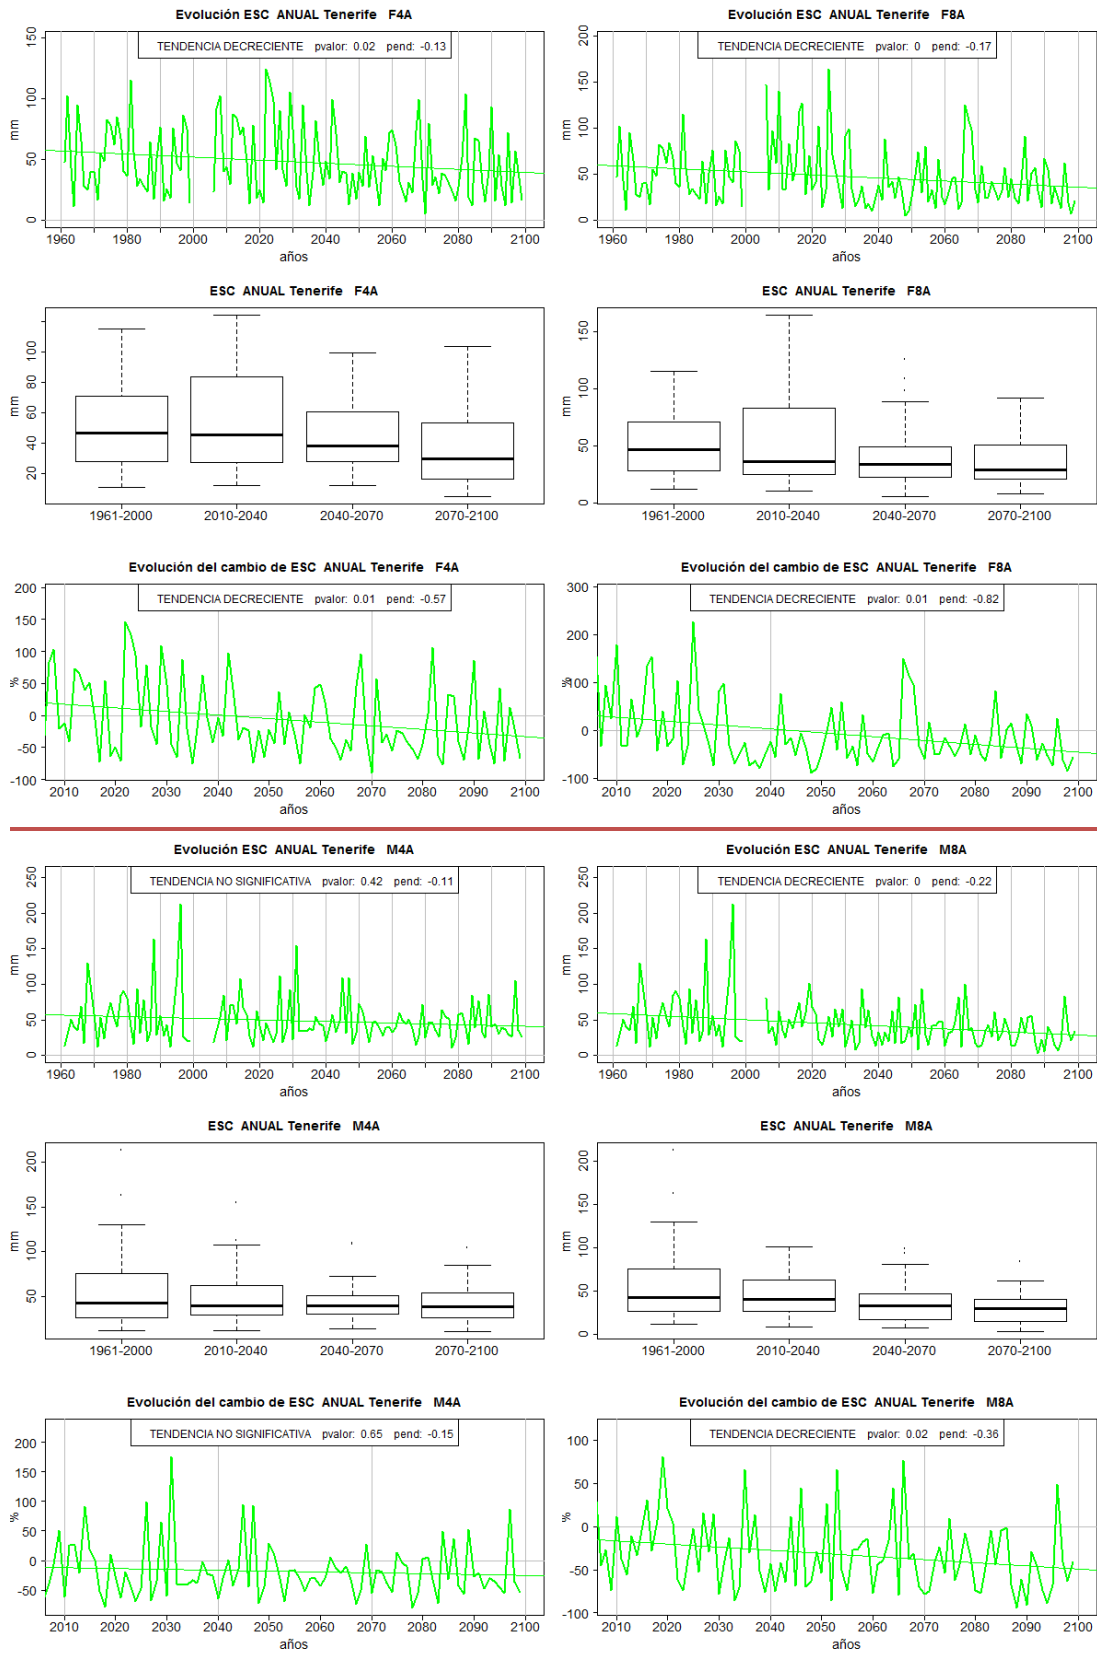 Evolución ESC ANUAL Tenerife F4A
TENDENCIA DECRECIENTE pvalor: 0.02 pend: -0.13
mm
0 50 100 150
1960 1980 2000 2020 2040 2060 2080 2100
años
Evolución ESC ANUAL Tenerife F8A
TENDENCIA DECRECIENTE pvalor: 0 pend: -0.17
mm
0 50 100 150 200
1960 1980 2000 2020 2040 2060 2080 2100
años
ESC ANUAL Tenerife F4A
mm
20 40 60 80 100
1961-2000 2010-2040 2040-2070 2070-2100
ESC ANUAL Tenerife F8A
mm
0 50 100 150
1961-2000 2010-2040 2040-2070 2070-2100
Evolución del cambio de ESC ANUAL Tenerife F4A
TENDENCIA DECRECIENTE pvalor: 0.01 pend: -0.57
%
200
150
100
50
0
-50
-100
2010 2020 2030 2040 2050 2060 2070 2080 2090 2100
años
Evolución del cambio de ESC ANUAL Tenerife F8A
TENDENCIA DECRECIENTE pvalor: 0.01 pend: -0.82
%
300
200
100
0
-100
2010 2020 2030 2040 2050 2060 2070 2080 2090 2100
años
Evolución ESC ANUAL Tenerife M4A
TENDENCIA NO SIGNIFICATIVA pvalor: 0.42 pend: -0.11
mm
0 50 100 150 200 250
1960 1980 2000 2020 2040 2060 2080 2100
años
Evolución ESC ANUAL Tenerife M8A
TENDENCIA DECRECIENTE pvalor: 0 pend: -0.22
mm
0 50 100 150 200 250
1960 1980 2000 2020 2040 2060 2080 2100
años
ESC ANUAL Tenerife M4A
mm
50 100 150 200
1961-2000 2010-2040 2040-2070 2070-2100
ESC ANUAL Tenerife M8A
mm
0 50 100 150 200
1961-2000 2010-2040 2040-2070 2070-2100
Evolución del cambio de ESC ANUAL Tenerife M4A
TENDENCIA NO SIGNIFICATIVA pvalor: 0.65 pend: -0.15
%
200
150
100
50
0
-50
2010 2020 2030 2040 2050 2060 2070 2080 2090 2100
años
Evolución del cambio de ESC ANUAL Tenerife M8A
TENDENCIA DECRECIENTE pvalor: 0.02 pend: -0.36
%
100
50
0
-50
-100
2010 2020 2030 2040 2050 2060 2070 2080 2090 2100
años